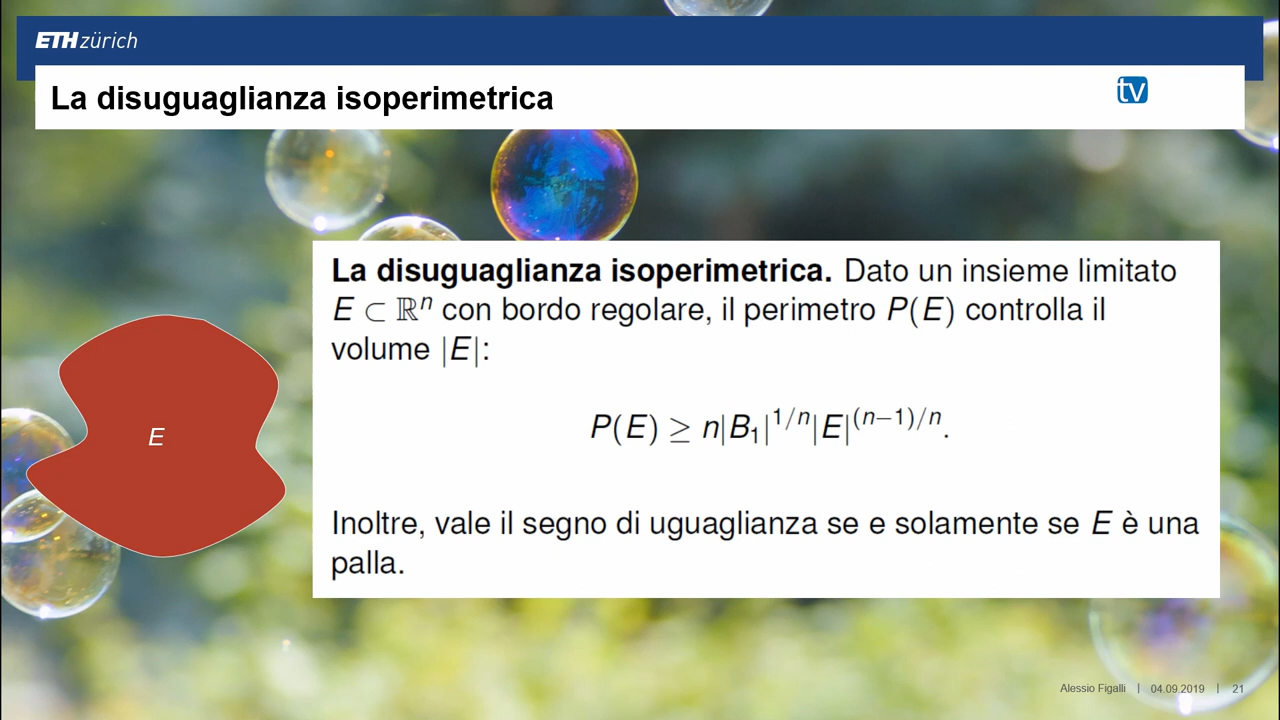 ETH zürich
La disuguaglianza isoperimetrica
tv
La disuguaglianza isoperimetrica. Dato un insieme limitato
E ⊂ ℝⁿ con bordo regolare, il perimetro P(E) controlla il
volume |E|:
P(E) ≥ n|B₁|^{1/n}|E|^{(n−1)/n}.
Inoltre, vale il segno di uguaglianza se e solamente se E è una
palla.
E
Alessio Figalli | 04.09.2019 | 21